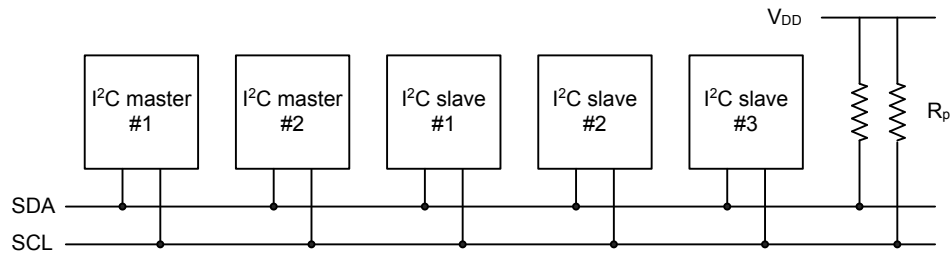 V_DD
I²C master
#1
I²C master
#2
I²C slave
#1
I²C slave
#2
I²C slave
#3
R_p
SDA
SCL